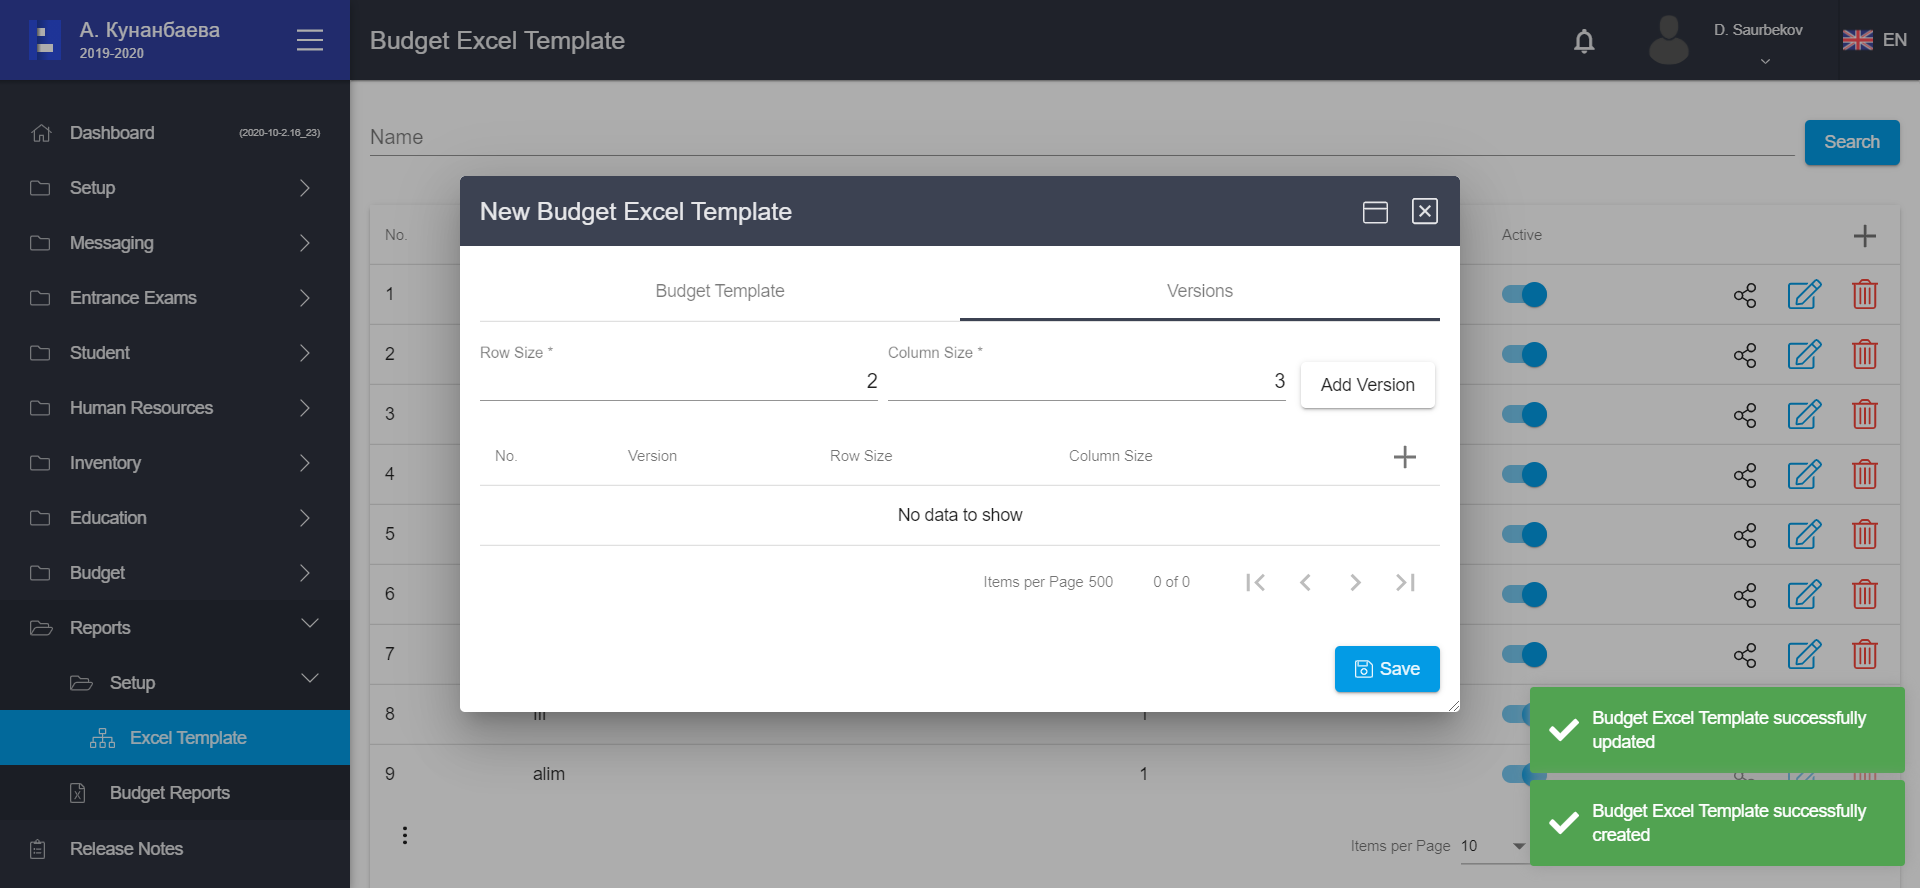 А. Кунанбаева
2019-2020
Budget Excel Template
D. Saurbekov
EN
Dashboard
(2020-10-2.16_23)
Setup
Messaging
Entrance Exams
Student
Human Resources
Inventory
Education
Budget
Reports
Setup
Excel Template
Budget Reports
Release Notes
Name
Search
No.
Active
1
2
3
4
5
6
7
8
1
9
alim
1
Items per Page 10
New Budget Excel Template
Budget Template
Versions
Row Size *
2
Column Size *
3
Add Version
No.
Version
Row Size
Column Size
No data to show
Items per Page 500
0 of 0
Save
Budget Excel Template successfully
updated
Budget Excel Template successfully
created